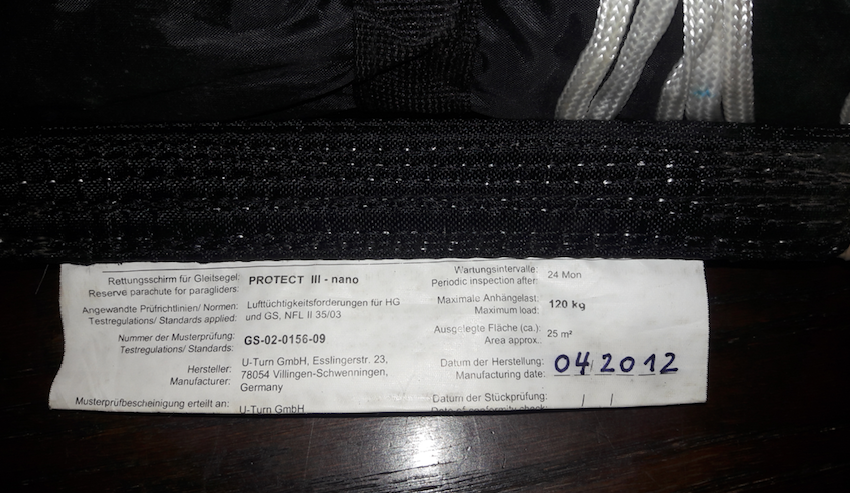 Rettungsschirm für Gleitsegel:
Reserve parachute for paragliders:
PROTECT III - nano
Angewandte Prüfrichtlinien/ Normen:
Testregulations/ Standards applied:
Lufttüchtigkeitsforderungen für HG
und GS, NFL II 35/03
Nummer der Musterprüfung:
Testregulations/ Standards:
GS-02-0156-09
Hersteller:
Manufacturer:
U-Turn GmbH, Esslingerstr. 23,
78054 Villingen-Schwenningen,
Germany
Musterprüfbescheinigung erteilt an:
U-Turn GmbH
Wartungsintervalle:
Periodic inspection after:
24 Mon
Maximale Anhängelast:
Maximum load:
120 kg
Ausgelegte Fläche (ca.):
Area approx..
25 m²
Datum der Herstellung:
Manufacturing date:
04 2012
Datum der Stückprüfung:
Date of conformity check: